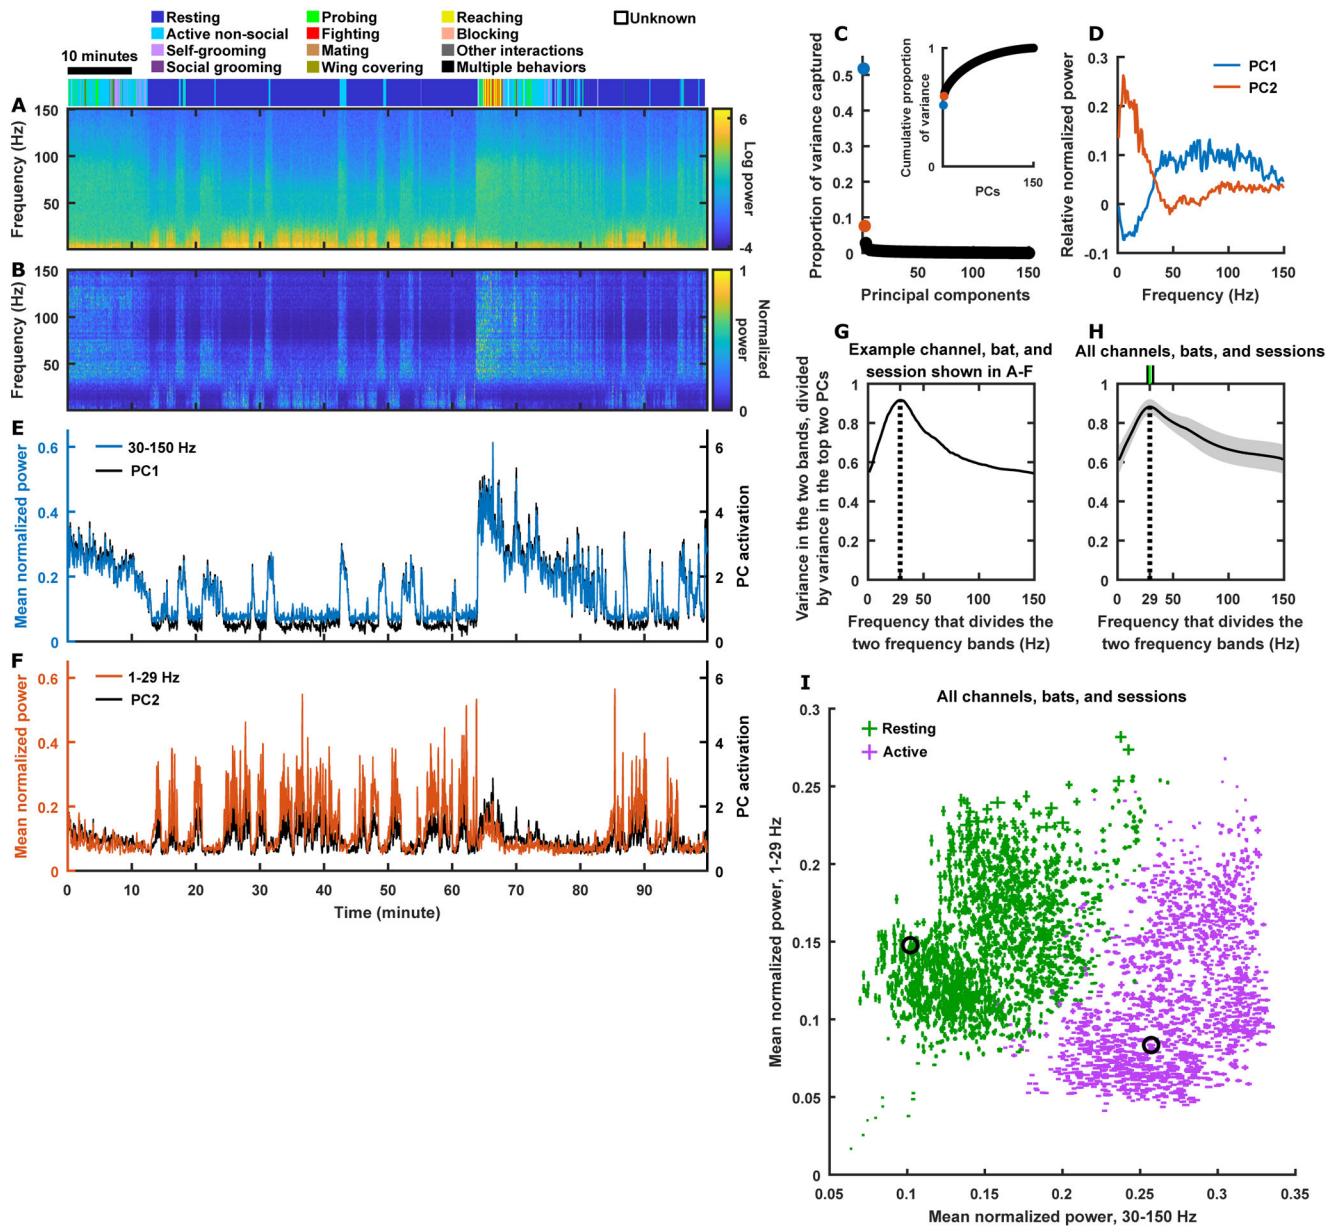 Resting
Active non-social
Self-grooming
Social grooming
Probing
Fighting
Mating
Wing covering
Reaching
Blocking
Other interactions
Multiple behaviors
Unknown
10 minutes
A
150
100
50
Frequency (Hz)
6
-4
Log power
B
150
100
50
Frequency (Hz)
1
0
Normalized
power
C
0.5
0.4
0.3
0.2
0.1
0
50
100
150
Proportion of variance captured
Principal components
1
0
150
Cumulative proportion
of variance
PCs
D
0.3
0.2
0.1
0
-0.1
0
50
100
150
Relative normalized power
Frequency (Hz)
PC1
PC2
E
0.6
0.4
0.2
0
Mean normalized power
30-150 Hz
PC1
6
4
2
0
PC activation
F
0.6
0.4
0.2
0
Mean normalized power
1-29 Hz
PC2
6
4
2
0
PC activation
0
10
20
30
40
50
60
70
80
90
Time (minute)
G
Example channel, bat, and
session shown in A-F
1
0.8
0.6
0.4
0.2
0
Variance in the two bands, divided
by variance in the top two PCs
0
29
50
100
150
Frequency that divides the
two frequency bands (Hz)
H
All channels, bats, and sessions
1
0.8
0.6
0.4
0.2
0
0
29
50
100
150
Frequency that divides the
two frequency bands (Hz)
I
All channels, bats, and sessions
Resting
Active
0.3
0.25
0.2
0.15
0.1
0.05
0
Mean normalized power, 1-29 Hz
0.05
0.1
0.15
0.2
0.25
0.3
0.35
Mean normalized power, 30-150 Hz